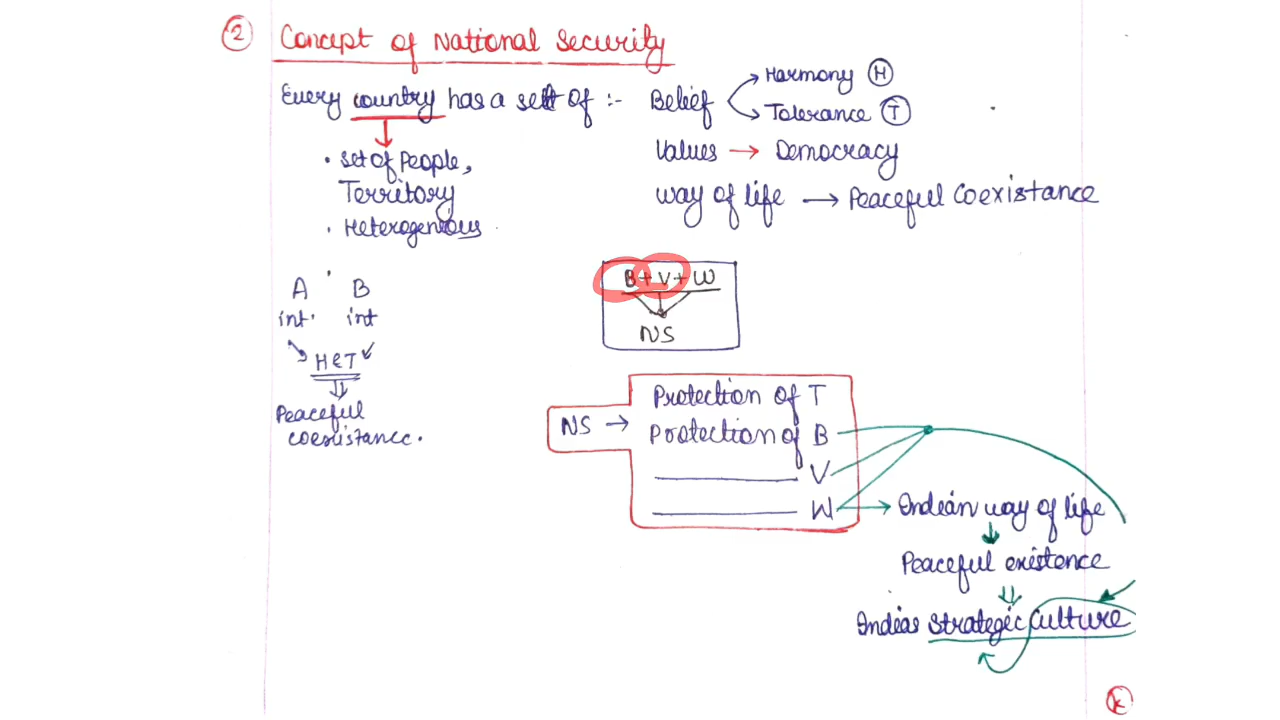 2 Concept of National Security
Every country has a set of :- Belief
Harmony H
Tolerance T
Values → Democracy
Way of life → Peaceful Coexistance
• Set of People,
Territory
• Heterogenious
A B
int. int
H&T
Peaceful
coexistance.
B+V+W
NS
NS → Protection of T
Protection of B
V
W → Indian way of life
Peaceful existence
Indias strategic culture
K